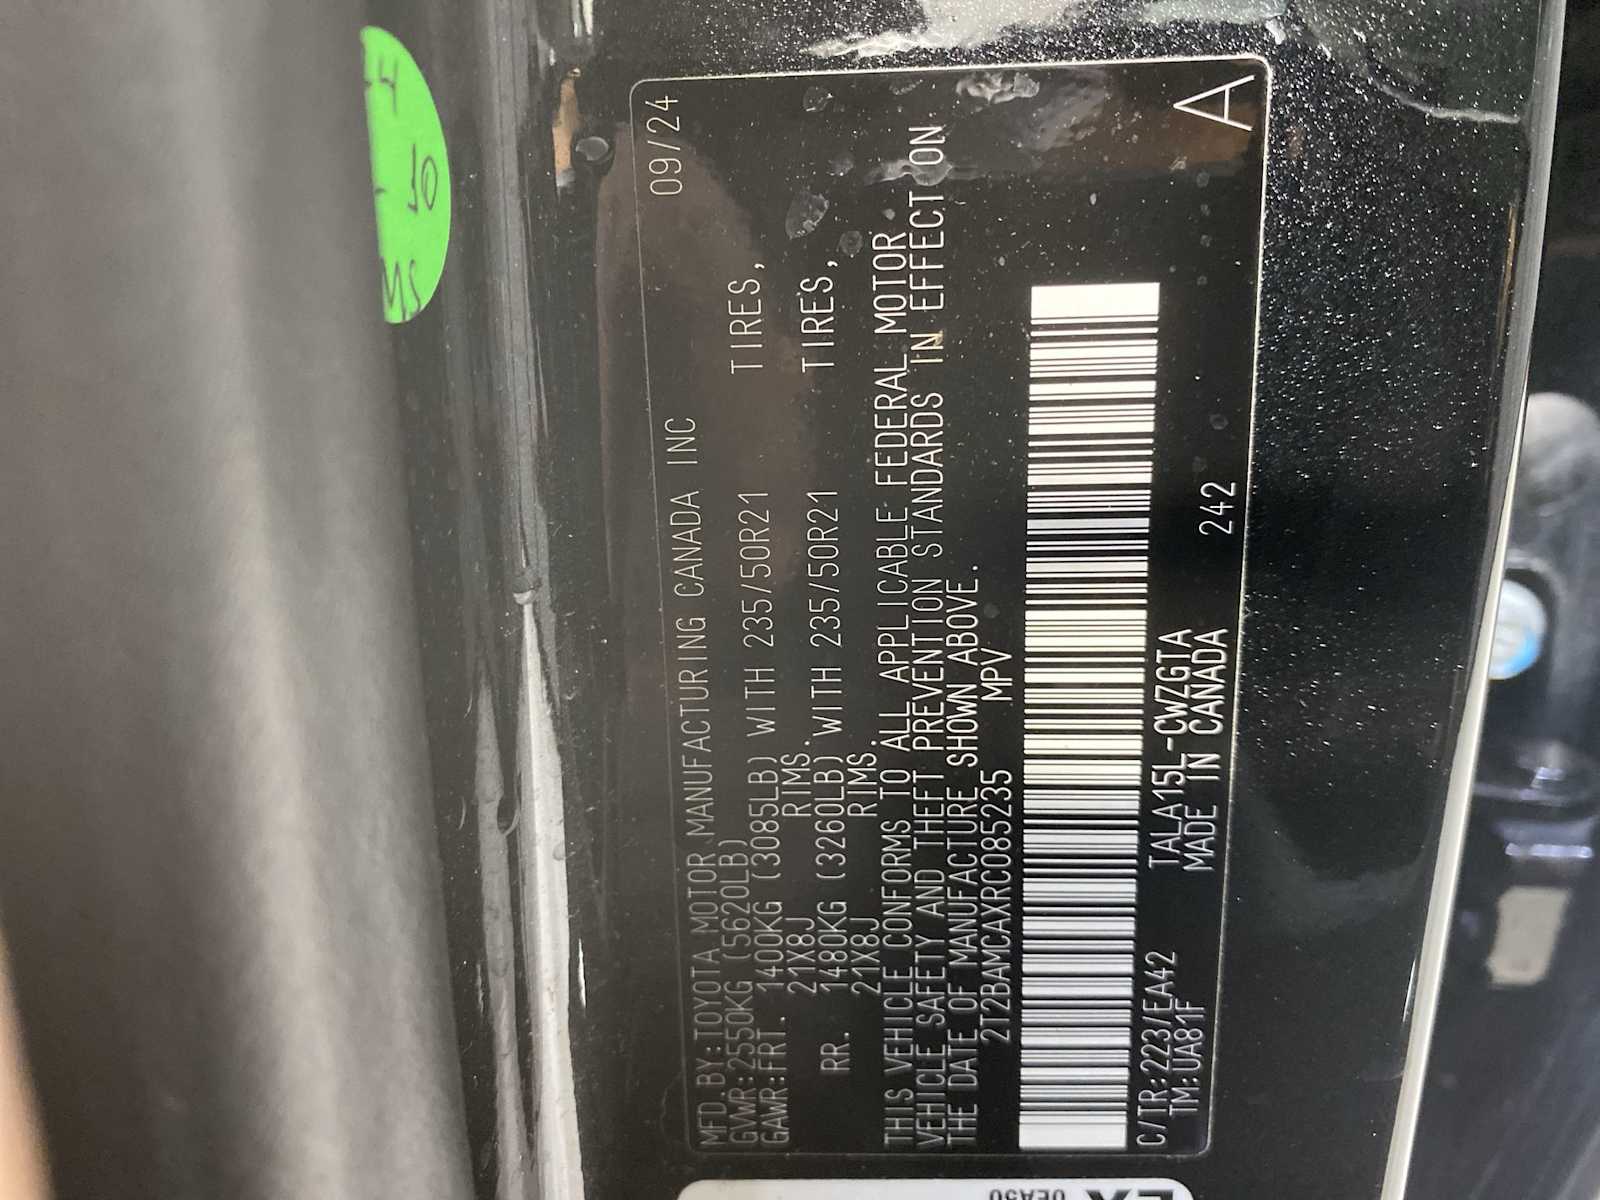 MFD.BY:TOYOTA MOTOR MANUFACTURING CANADA INC 09/24
GVWR:2550KG (5620LB)
GAWR:FRT. 1400KG (3085LB) WITH 235/50R21 TIRES,
21X8J RIMS.
RR. 1480KG (3260LB) WITH 235/50R21 TIRES,
21X8J RIMS.
THIS VEHICLE CONFORMS TO ALL APPLICABLE FEDERAL MOTOR
VEHICLE SAFETY AND THEFT PREVENTION STANDARDS IN EFFECT ON
THE DATE OF MANUFACTURE SHOWN ABOVE.
2T2BAMCAXRC085235 MPV
C/TR:223/EA42 TALA15L-CWZGTA
TM:UA81F MADE IN CANADA 242
A
0EA50